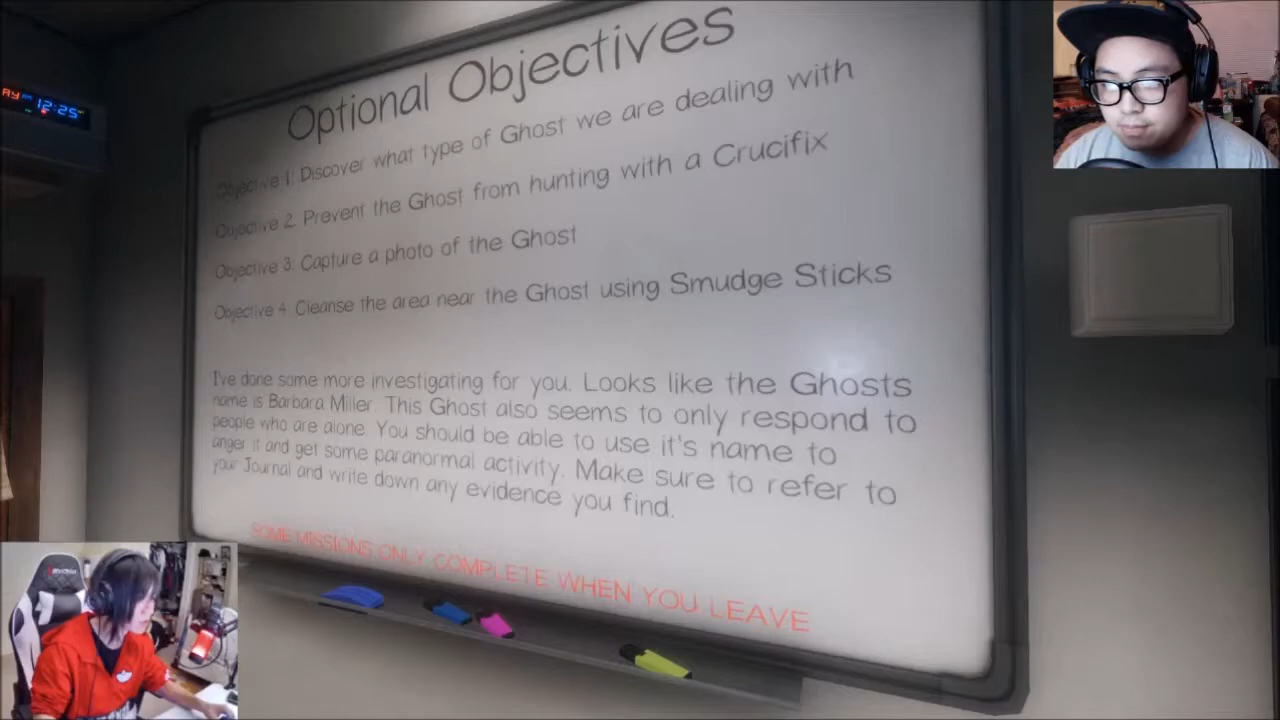 AY 12:25
Optional Objectives
Objective 1: Discover what type of Ghost we are dealing with
Objective 2: Prevent the Ghost from hunting with a Crucifix
Objective 3: Capture a photo of the Ghost
Objective 4: Cleanse the area near the Ghost using Smudge Sticks
I've done some more investigating for you. Looks like the Ghosts
name is Barbara Miller. This Ghost also seems to only respond to
people who are alone. You should be able to use it's name to
anger it and get some paranormal activity. Make sure to refer to
your Journal and write down any evidence you find.
SOME MISSIONS ONLY COMPLETE WHEN YOU LEAVE